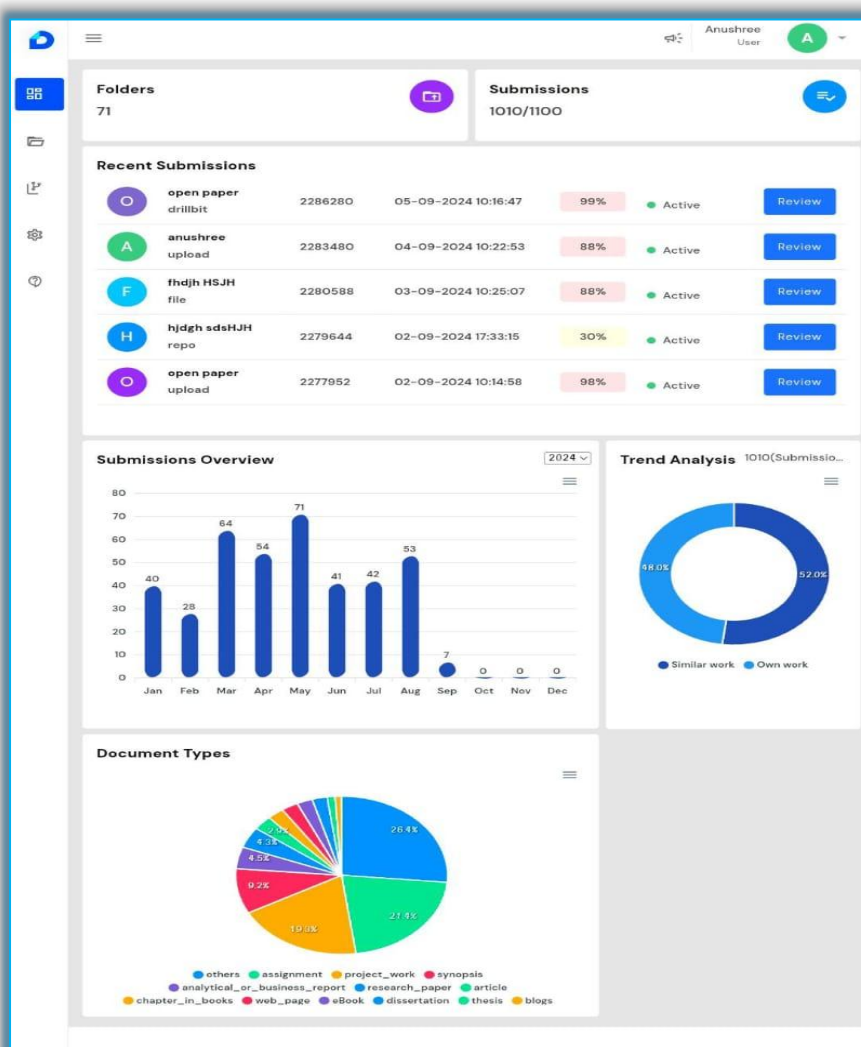 Anushree
User
A
Folders
71
Submissions
1010/1100
Recent Submissions
O open paper 2286280 05-09-2024 10:16:47 99% Active Review
drillbit
A anushree 2283480 04-09-2024 10:22:53 88% Active Review
upload
F fhdjh HSJH 2280588 03-09-2024 10:25:07 88% Active Review
file
H hjdgh sdsHJH 2279644 02-09-2024 17:33:15 30% Active Review
repo
O open paper 2277952 02-09-2024 10:14:58 98% Active Review
upload
Submissions Overview 2024
80
70
60
50
40
30
20
10
0
40 28 64 54 71 41 42 53 7 0 0 0
Jan Feb Mar Apr May Jun Jul Aug Sep Oct Nov Dec
Trend Analysis 1010(Submissio...
48.0% 52.0%
Similar work Own work
Document Types
26.4%
21.4%
19.3%
9.2%
4.5%
4.3%
2.9%
others assignment project_work synopsis
analytical_or_business_report research_paper article
chapter_in_books web_page eBook dissertation thesis blogs